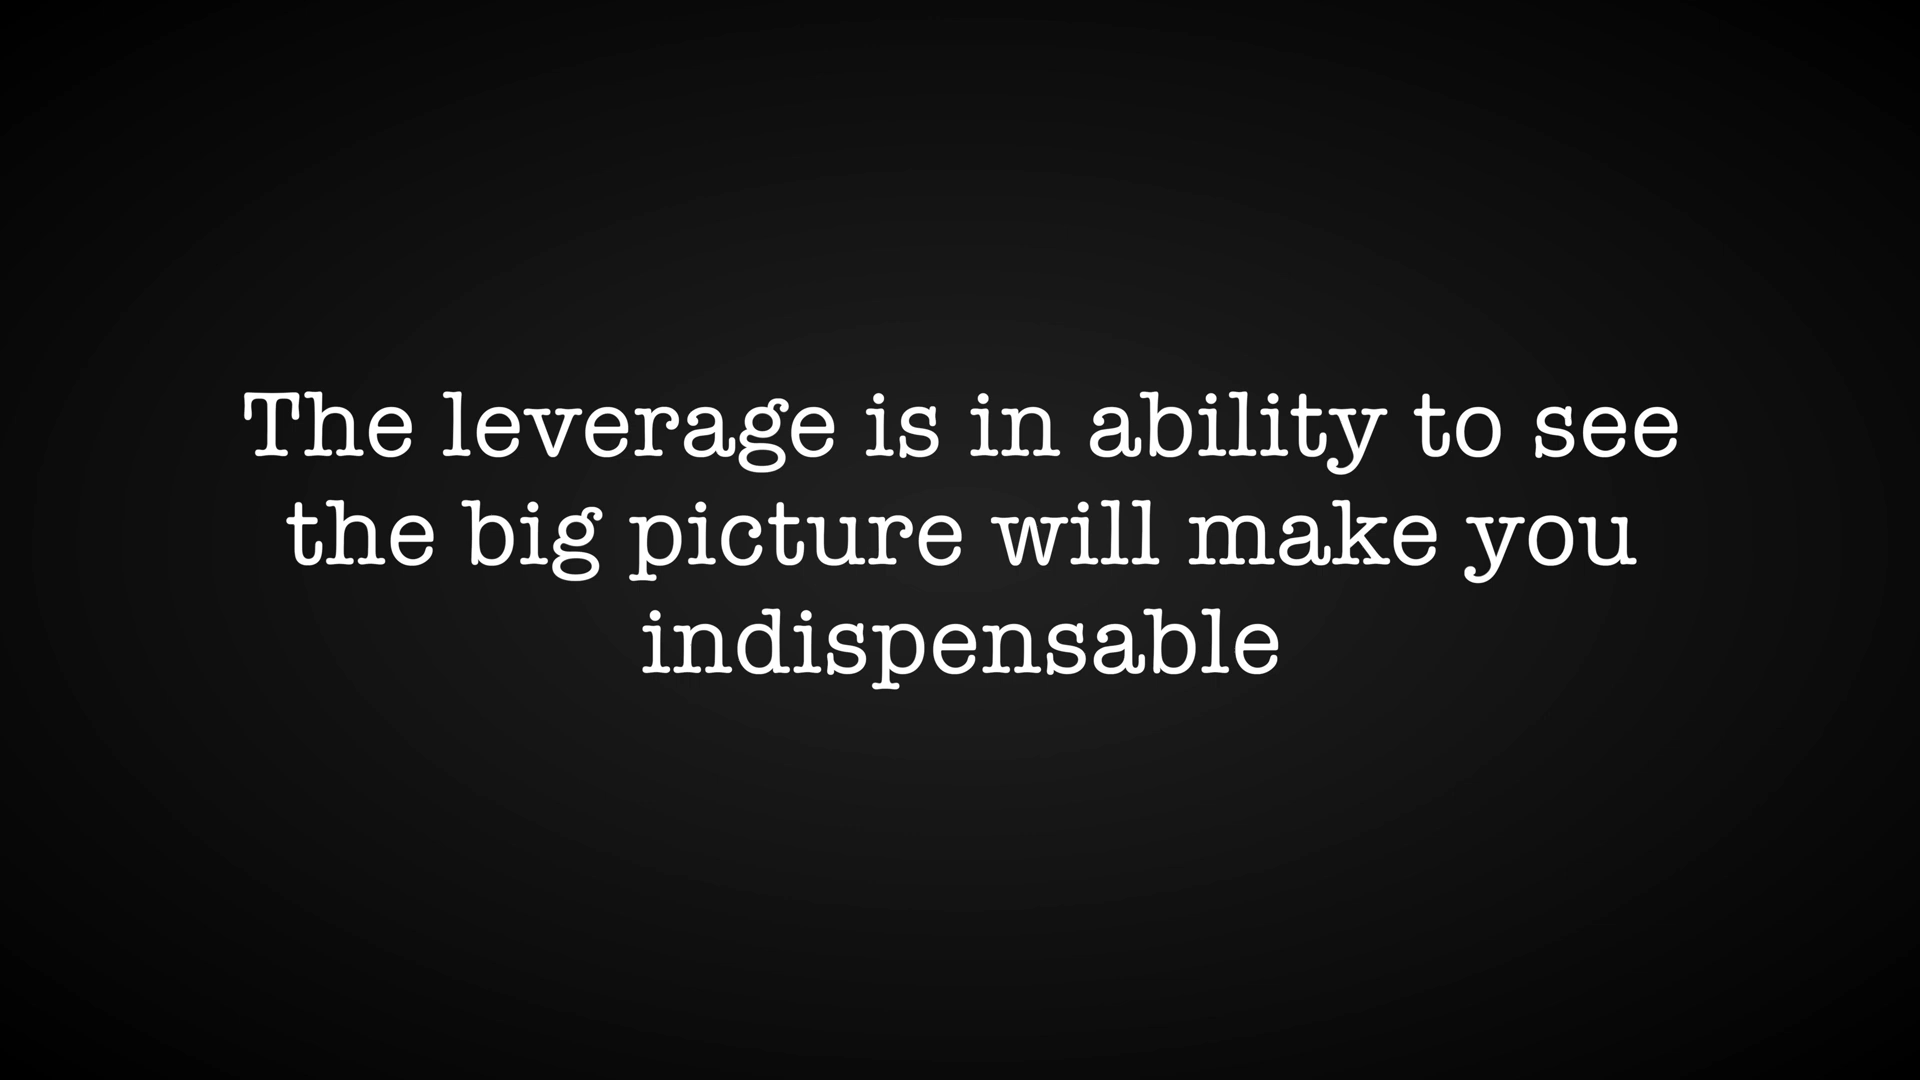 The leverage is in ability to see
the big picture will make you
indispensable